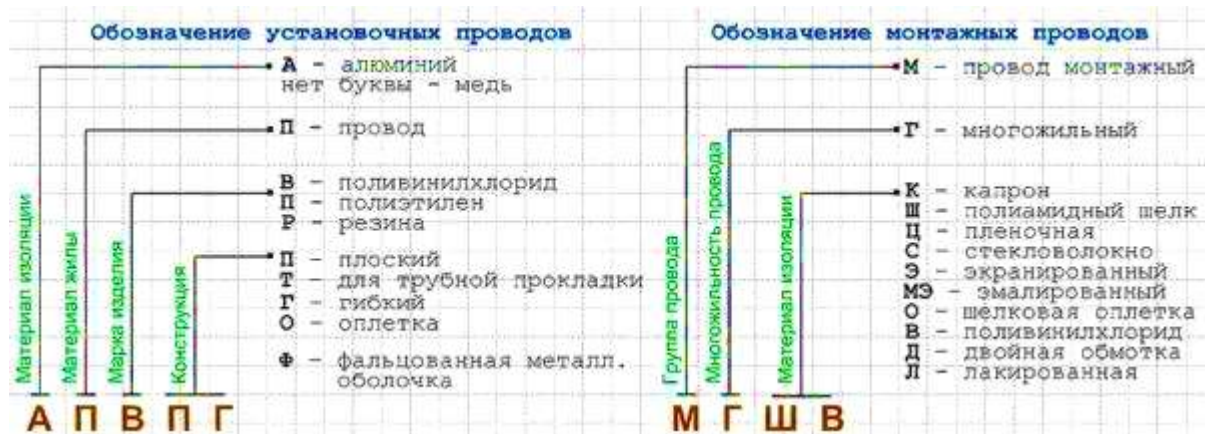 Обозначение установочных проводов
А - алюминий
нет буквы - медь
П - провод
В - поливинилхлорид
П - полиэтилен
Р - резина
П - плоский
Т - для трубной прокладки
Г - гибкий
О - оплетка
Ф - фальцованная металл.
оболочка
Материал изоляции
Материал жилы
Марка изделия
Конструкция
А П В П Г
Обозначение монтажных проводов
М - провод монтажный
Г - многожильный
К - капрон
Ш - полиамидный шелк
Ц - пленочная
С - стекловолокно
Э - экранированный
МЭ - эмалированный
О - шелковая оплетка
В - поливинилхлорид
Д - двойная обмотка
Л - лакированная
Группа провода
Многожильность провода
Материал изоляции
М Г Ш В